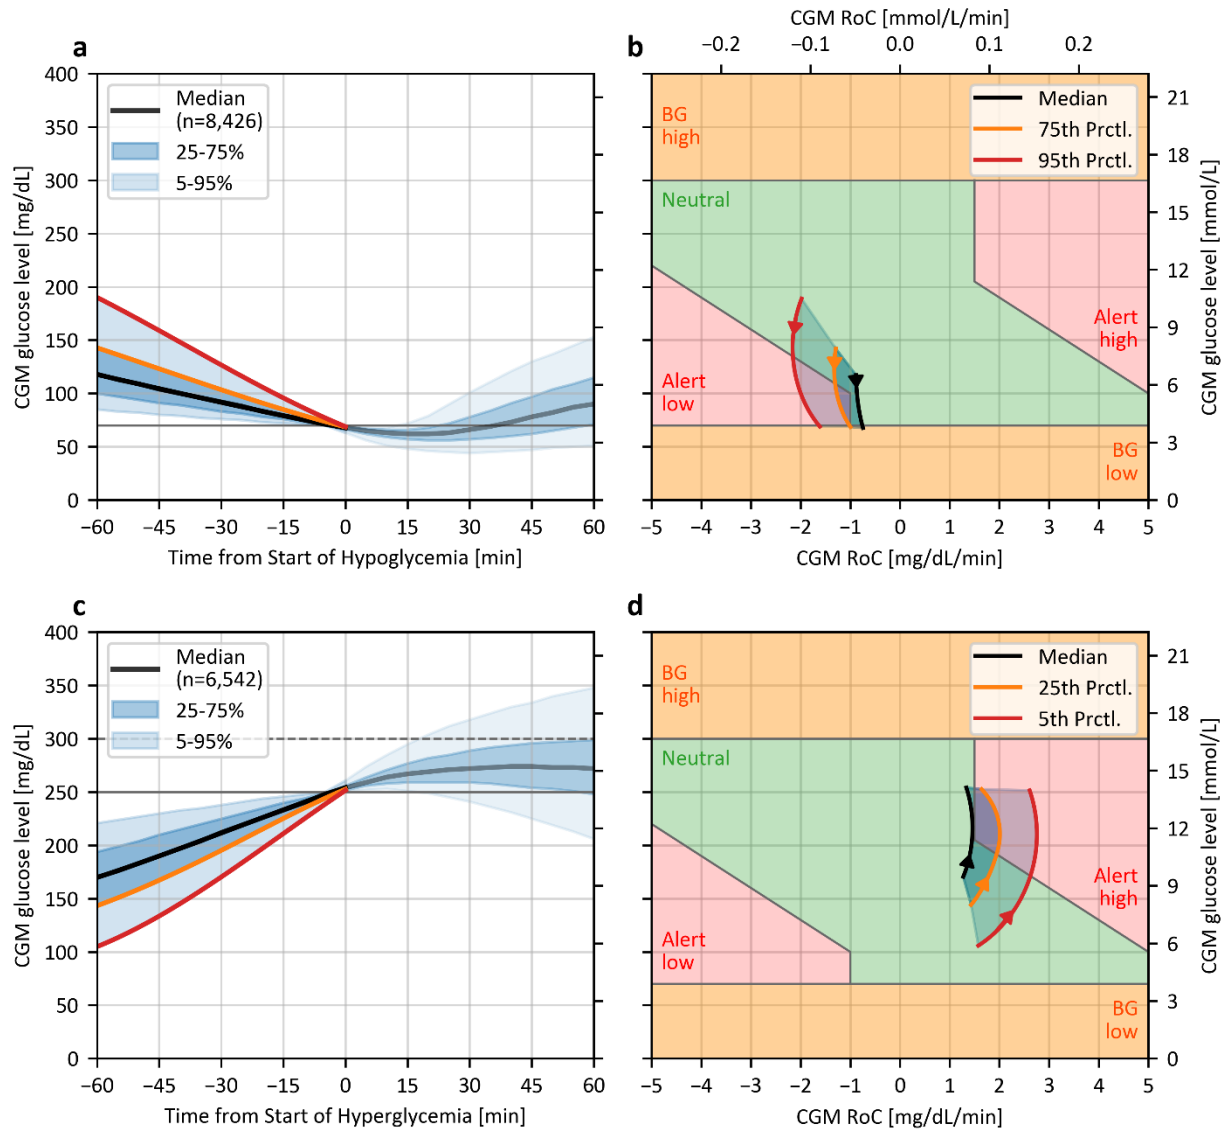 a
400
350
300
250
200
150
100
50
0
CGM glucose level [mg/dL]
Median
(n=8,426)
25-75%
5-95%
−60 −45 −30 −15 0 15 30 45 60
Time from Start of Hypoglycemia [min]
CGM RoC [mmol/L/min]
b
−0.2 −0.1 0.0 0.1 0.2
BG
high
Neutral
Median
75th Prctl.
95th Prctl.
Alert
high
Alert
low
BG
low
21
18
15
12
9
6
3
0
CGM glucose level [mmol/L]
−5 −4 −3 −2 −1 0 1 2 3 4 5
CGM RoC [mg/dL/min]
c
400
350
300
250
200
150
100
50
0
CGM glucose level [mg/dL]
Median
(n=6,542)
25-75%
5-95%
−60 −45 −30 −15 0 15 30 45 60
Time from Start of Hyperglycemia [min]
d
BG
high
Neutral
Median
25th Prctl.
5th Prctl.
Alert
high
Alert
low
BG
low
21
18
15
12
9
6
3
0
CGM glucose level [mmol/L]
−5 −4 −3 −2 −1 0 1 2 3 4 5
CGM RoC [mg/dL/min]